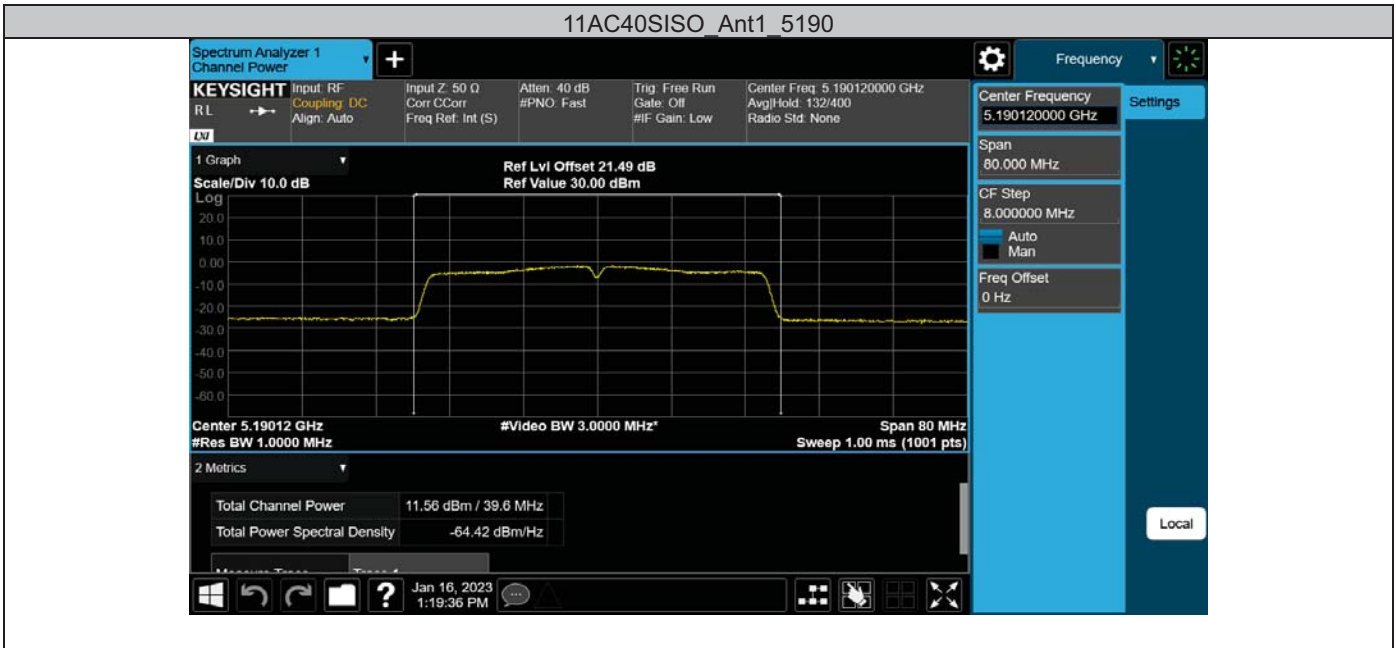 11AC40SISO_Ant1_5190
Spectrum Analyzer 1
Channel Power
+
Frequency
KEYSIGHT
RL
LXI
Input: RF
Coupling: DC
Align: Auto
Input Z: 50 Ω
Corr CCorr
Freq Ref: Int (S)
Atten: 40 dB
#PNO: Fast
Trig: Free Run
Gate: Off
#IF Gain: Low
Center Freq: 5.190120000 GHz
Avg|Hold: 132/400
Radio Std: None
Center Frequency
5.190120000 GHz
Settings
Span
80.000 MHz
CF Step
8.000000 MHz
Auto
Man
Freq Offset
0 Hz
Local
1 Graph
Scale/Div 10.0 dB
Ref Lvl Offset 21.49 dB
Ref Value 30.00 dBm
Log
20.0
10.0
0.00
-10.0
-20.0
-30.0
-40.0
-50.0
-60.0
Center 5.19012 GHz
#Video BW 3.0000 MHz*
Span 80 MHz
#Res BW 1.0000 MHz
Sweep 1.00 ms (1001 pts)
2 Metrics
Total Channel Power 11.56 dBm / 39.6 MHz
Total Power Spectral Density -64.42 dBm/Hz
?
Jan 16, 2023
1:19:36 PM